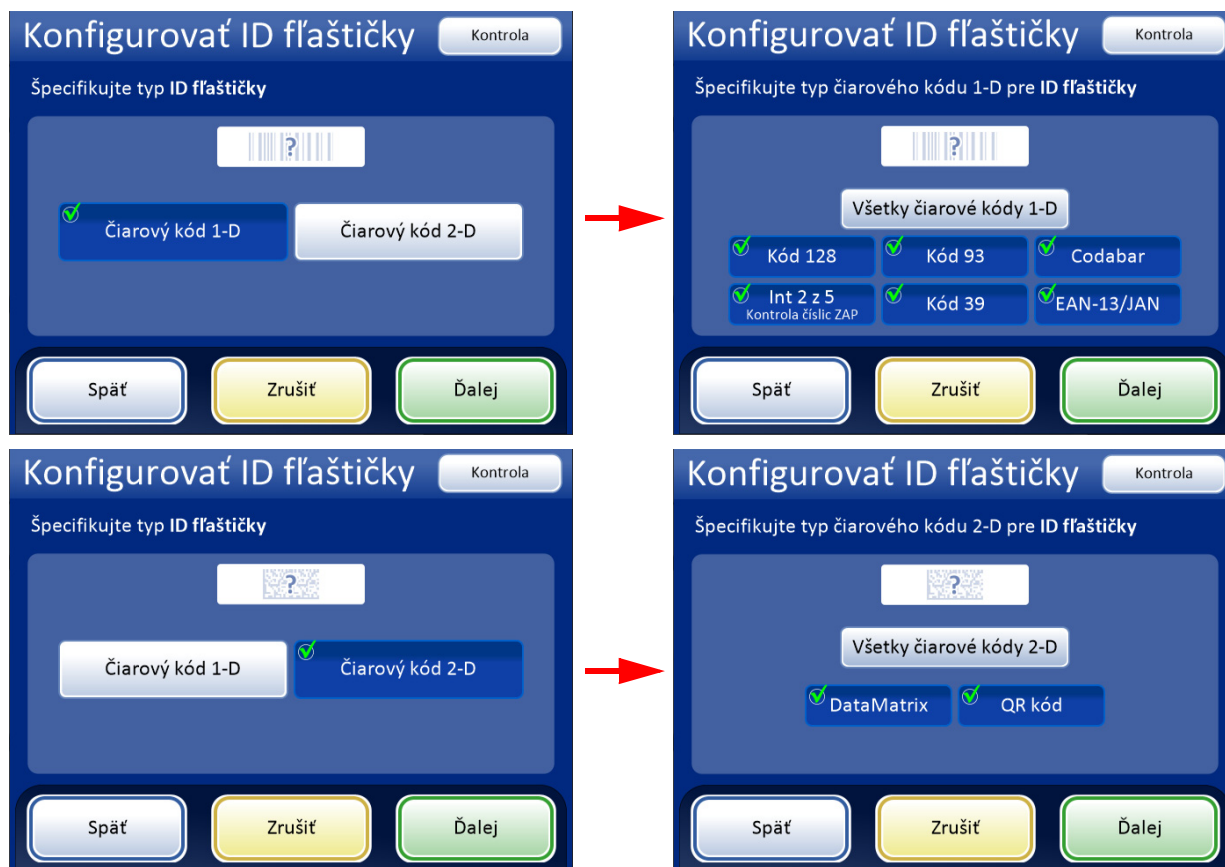 Konfigurovať ID fľaštičky
Kontrola
Špecifikujte typ ID fľaštičky
?
Čiarový kód 1-D
Čiarový kód 2-D
Späť
Zrušiť
Ďalej
Konfigurovať ID fľaštičky
Kontrola
Špecifikujte typ čiarového kódu 1-D pre ID fľaštičky
?
Všetky čiarové kódy 1-D
Kód 128
Kód 93
Codabar
Int 2 z 5
Kontrola číslic ZAP
Kód 39
EAN-13/JAN
Späť
Zrušiť
Ďalej
Konfigurovať ID fľaštičky
Kontrola
Špecifikujte typ ID fľaštičky
?
Čiarový kód 1-D
Čiarový kód 2-D
Späť
Zrušiť
Ďalej
Konfigurovať ID fľaštičky
Kontrola
Špecifikujte typ čiarového kódu 2-D pre ID fľaštičky
?
Všetky čiarové kódy 2-D
DataMatrix
QR kód
Späť
Zrušiť
Ďalej